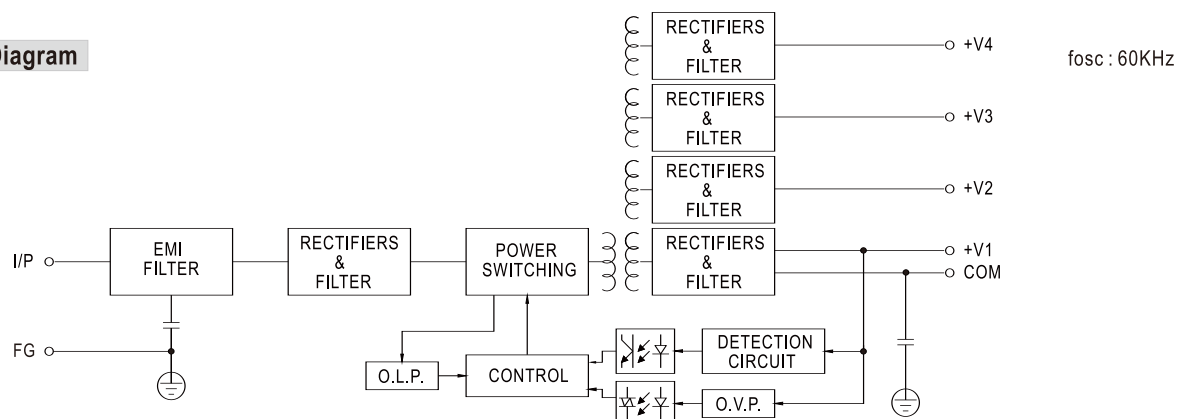 Diagram
fosc : 60KHz
RECTIFIERS
&
FILTER
+V4
RECTIFIERS
&
FILTER
+V3
RECTIFIERS
&
FILTER
+V2
I/P
EMI
FILTER
RECTIFIERS
&
FILTER
POWER
SWITCHING
RECTIFIERS
&
FILTER
+V1
COM
FG
O.L.P.
CONTROL
DETECTION
CIRCUIT
O.V.P.